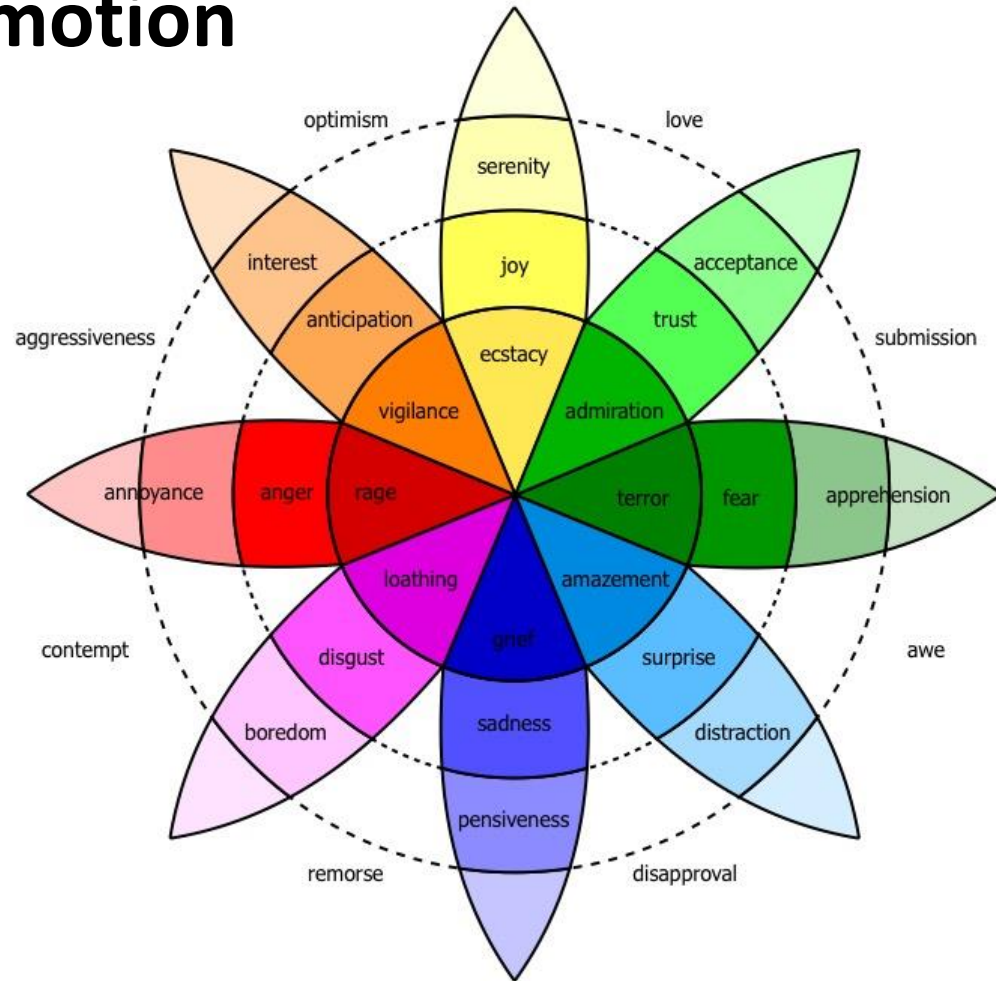 motion
optimism
love
serenity
interest
joy
acceptance
anticipation
trust
aggressiveness
submission
ecstacy
vigilance
admiration
annoyance
anger
rage
terror
fear
apprehension
loathing
amazement
contempt
grief
awe
disgust
surprise
sadness
boredom
distraction
pensiveness
remorse
disapproval